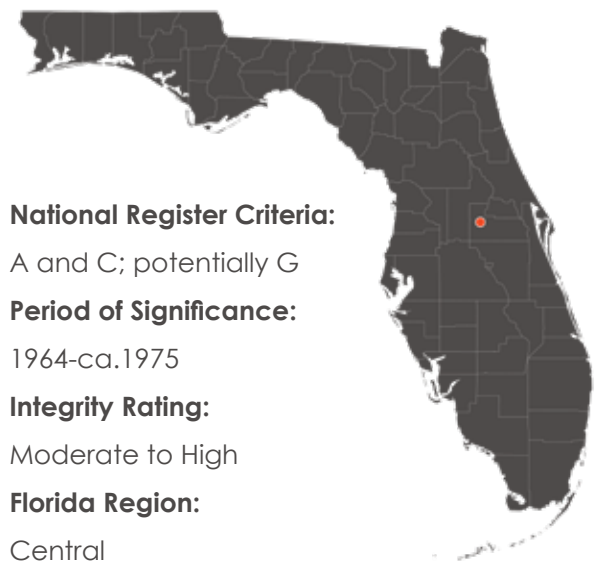 National Register Criteria:
A and C; potentially G
Period of Significance:
1964-ca.1975
Integrity Rating:
Moderate to High
Florida Region:
Central